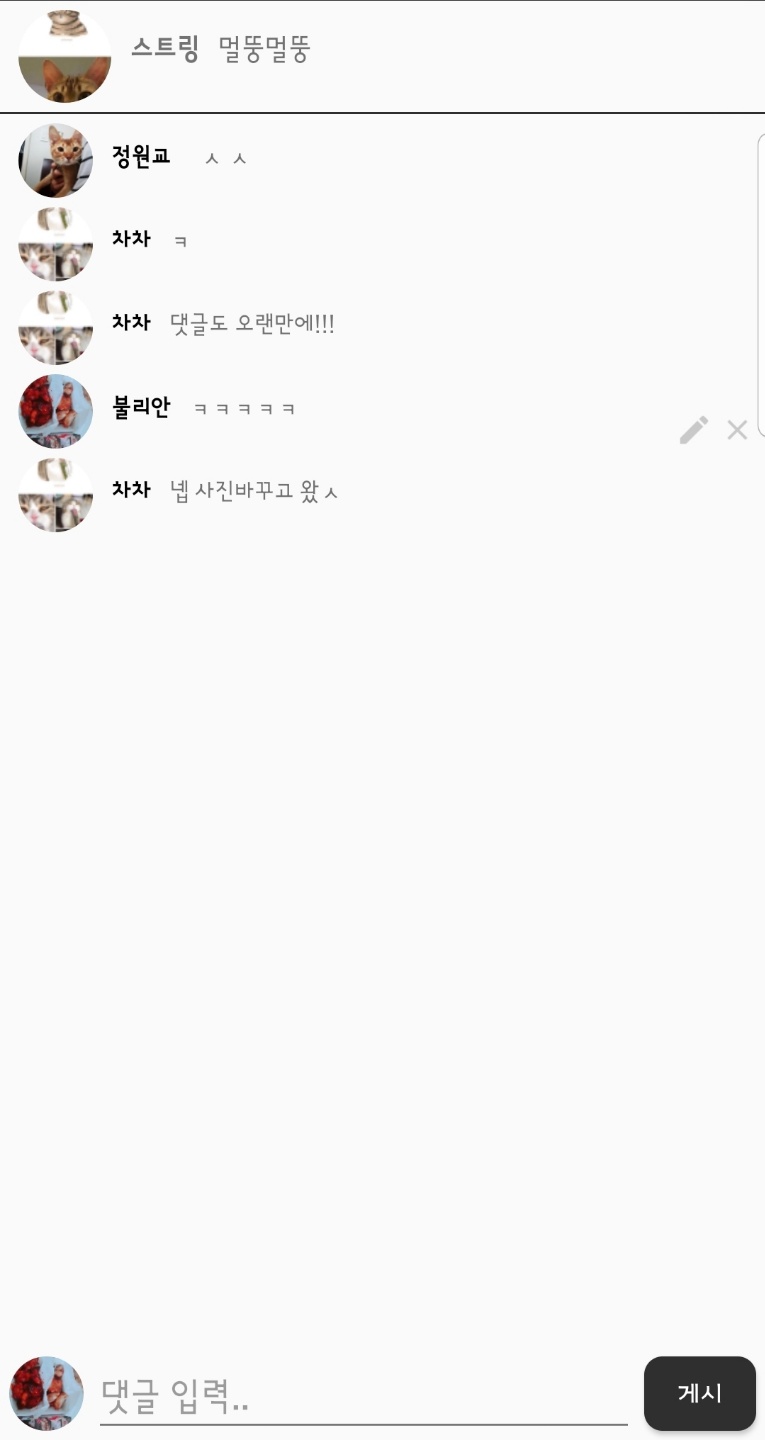 스트링 멀뚱멀뚱
정원교 ㅅ ㅅ
차차 ㅋ
차차 댓글도 오랜만에!!!
불리안 ㅋㅋㅋㅋㅋ
차차 넵 사진바꾸고 왔ㅅ
댓글 입력..
게시